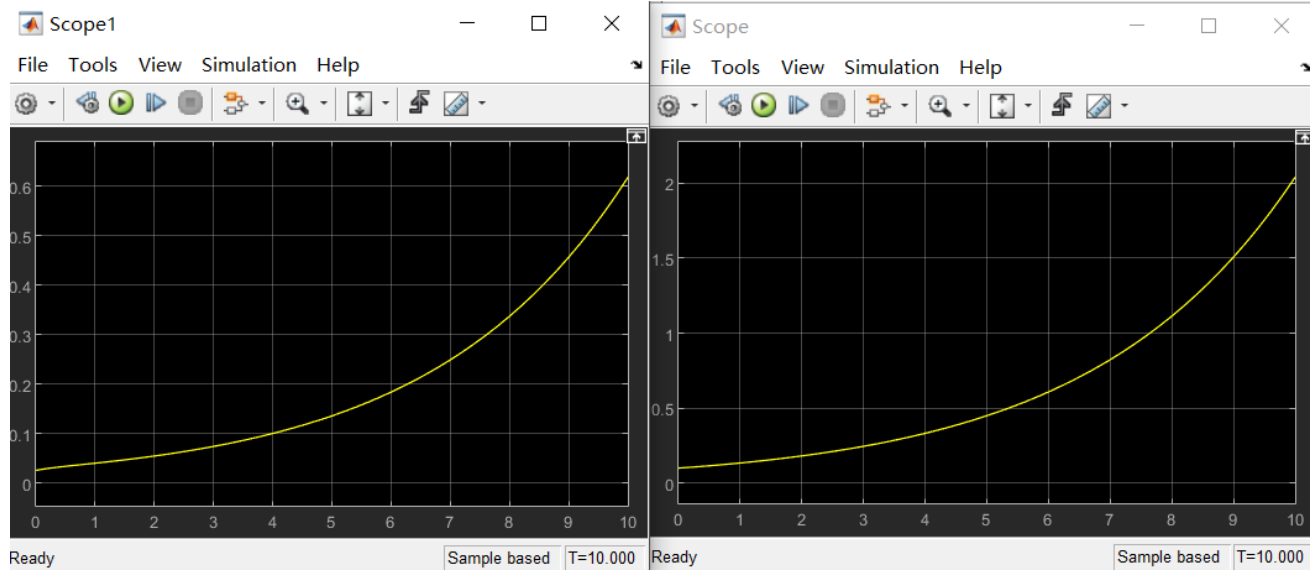 Scope1
File Tools View Simulation Help
0.6
0.5
0.4
0.3
0.2
0.1
0
0 1 2 3 4 5 6 7 8 9 10
Ready Sample based T=10.000
Scope
File Tools View Simulation Help
2
1.5
1
0.5
0
0 1 2 3 4 5 6 7 8 9 10
Ready Sample based T=10.000